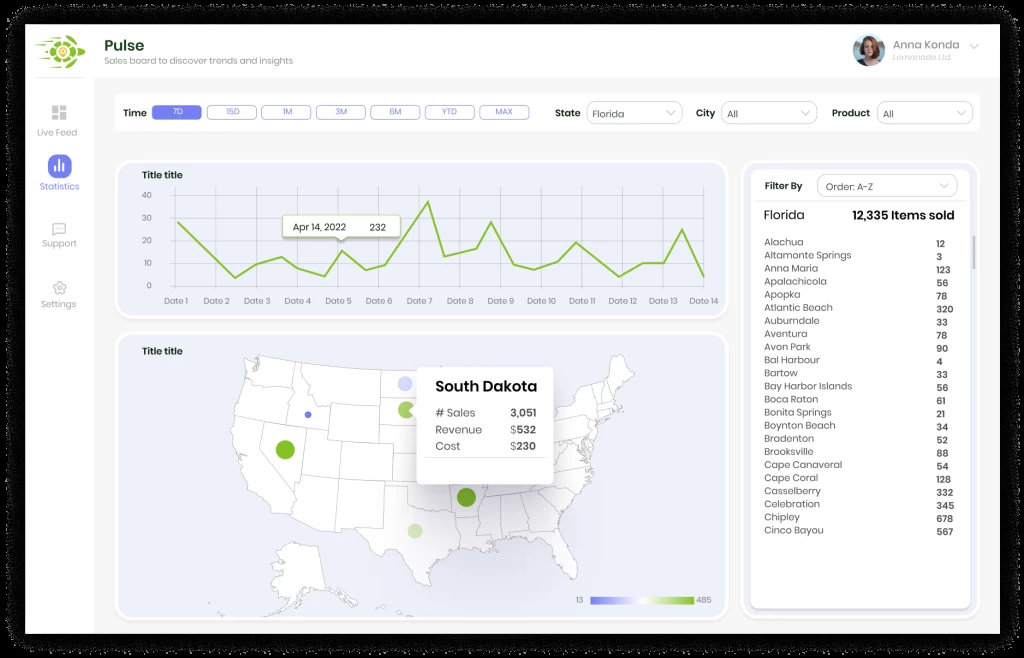 Pulse
Sales board to discover trends and insights
Anna Konda
Lemonade Ltd.
Live Feed
Statistics
Support
Settings
Time 7D 15D 1M 3M 6M YTD MAX State Florida City All Product All
Title title
40
30
20
10
0
Apr 14, 2022 232
Date 1 Date 2 Date 3 Date 4 Date 5 Date 6 Date 7 Date 8 Date 9 Date 10 Date 11 Date 12 Date 13 Date 14
Title title
South Dakota
# Sales 3,051
Revenue $532
Cost $230
13 485
Filter By Order: A-Z
Florida 12,335 Items sold
Alachua 12
Altamonte Springs 3
Anna Maria 123
Apalachicola 56
Apopka 78
Atlantic Beach 320
Auburndale 33
Aventura 78
Avon Park 90
Bal Harbour 4
Bartow 33
Bay Harbor Islands 56
Boca Raton 61
Bonita Springs 21
Boynton Beach 34
Bradenton 52
Brooksville 88
Cape Canaveral 54
Cape Coral 128
Casselberry 332
Celebration 345
Chipley 678
Cinco Bayou 567